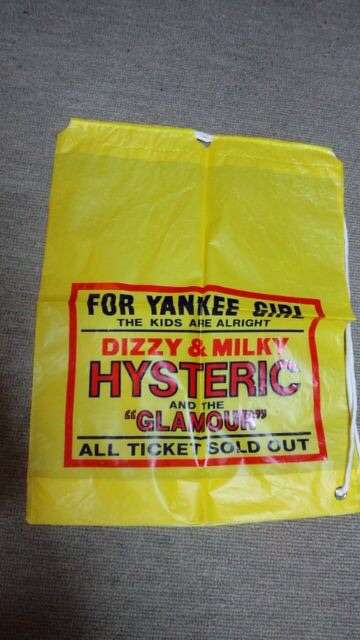 FOR YANKEE GIRL
THE KIDS ARE ALRIGHT
DIZZY & MILKY
HYSTERIC
AND THE
"GLAMOUR"
ALL TICKET SOLD OUT